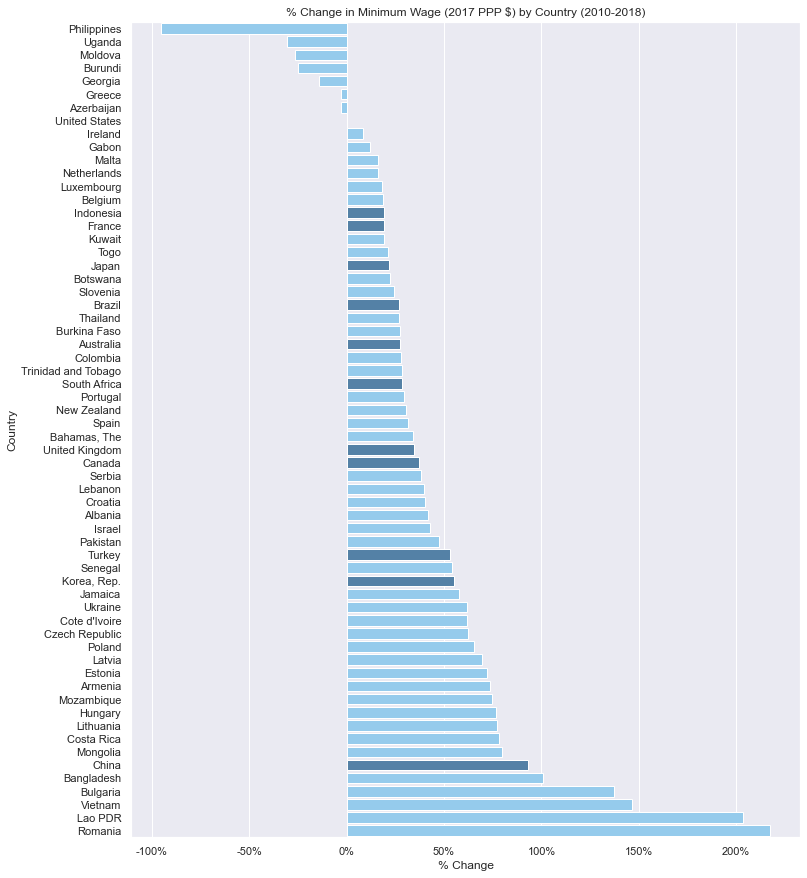 % Change in Minimum Wage (2017 PPP $) by Country (2010-2018)
Philippines
Uganda
Moldova
Burundi
Georgia
Greece
Azerbaijan
United States
Ireland
Gabon
Malta
Netherlands
Luxembourg
Belgium
Indonesia
France
Kuwait
Togo
Japan
Botswana
Slovenia
Brazil
Thailand
Burkina Faso
Australia
Colombia
Trinidad and Tobago
South Africa
Portugal
New Zealand
Spain
Bahamas, The
United Kingdom
Canada
Serbia
Lebanon
Croatia
Albania
Israel
Pakistan
Turkey
Senegal
Korea, Rep.
Jamaica
Ukraine
Cote d'Ivoire
Czech Republic
Poland
Latvia
Estonia
Armenia
Mozambique
Hungary
Lithuania
Costa Rica
Mongolia
China
Bangladesh
Bulgaria
Vietnam
Lao PDR
Romania
Country
-100% -50% 0% 50% 100% 150% 200%
% Change